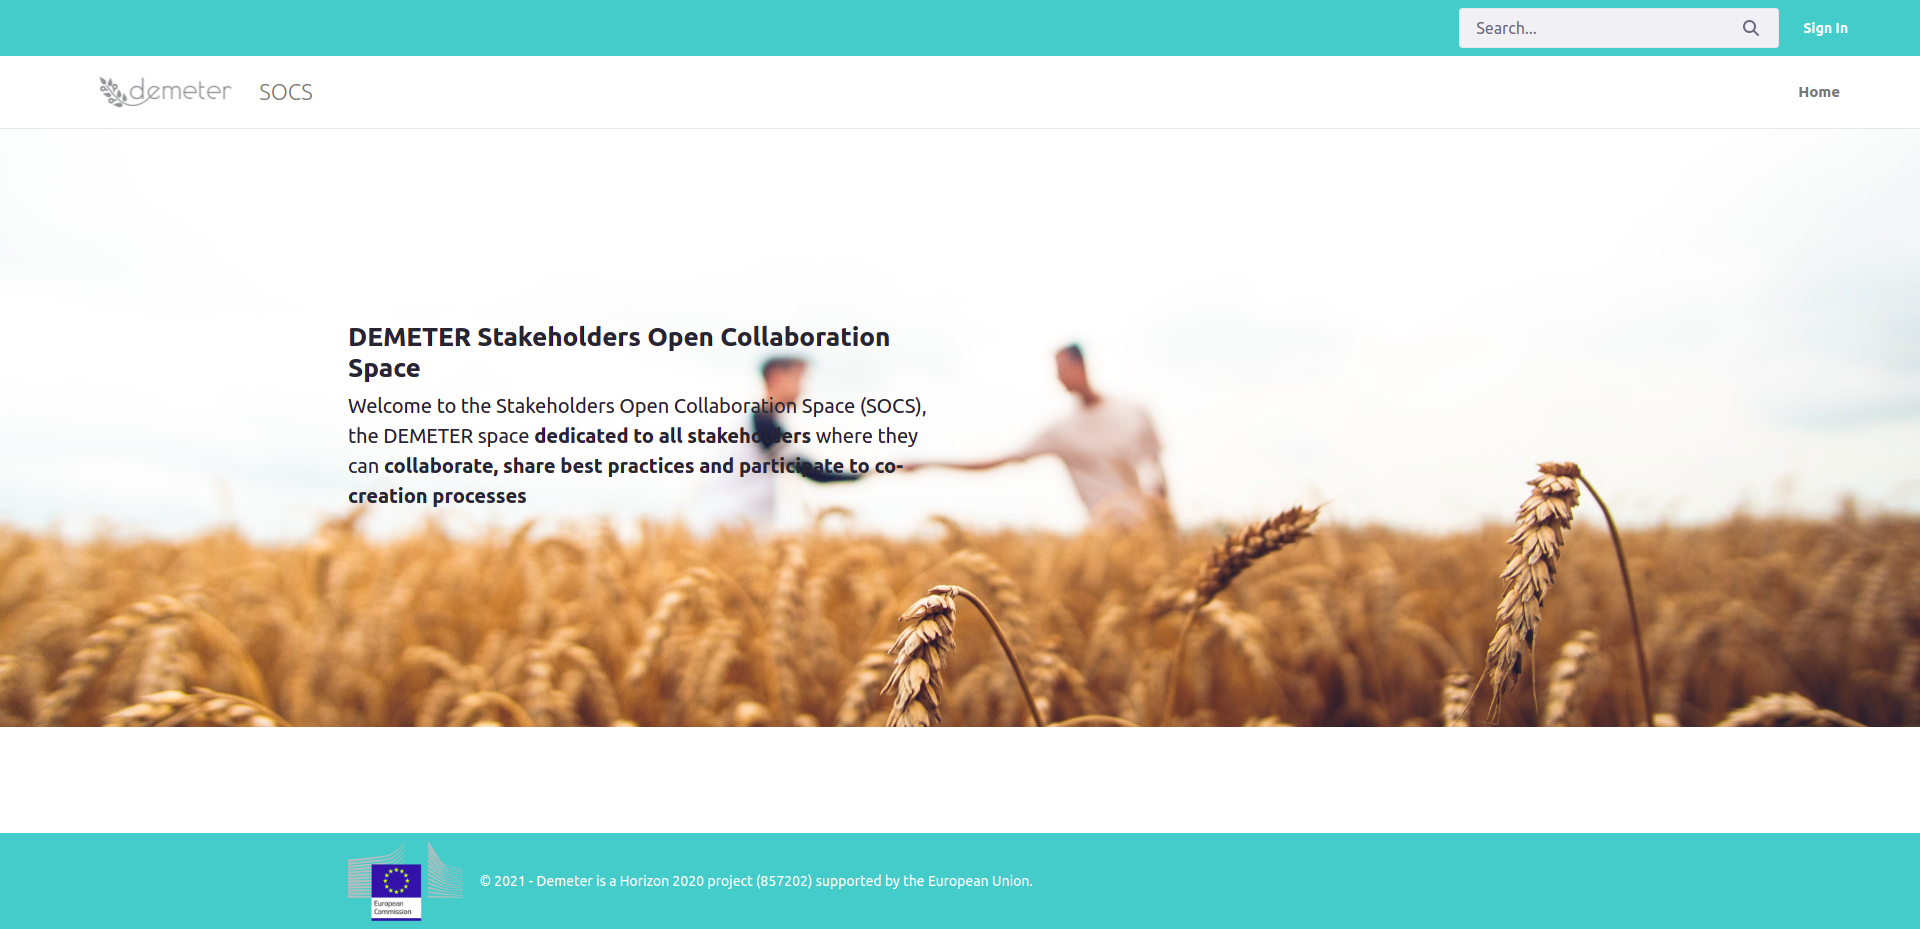 Search...
Sign In
demeter
SOCS
Home
DEMETER Stakeholders Open Collaboration
Space
Welcome to the Stakeholders Open Collaboration Space (SOCS),
the DEMETER space dedicated to all stakeholders where they
can collaborate, share best practices and participate to co-
creation processes
European
Commission
© 2021 - Demeter is a Horizon 2020 project (857202) supported by the European Union.